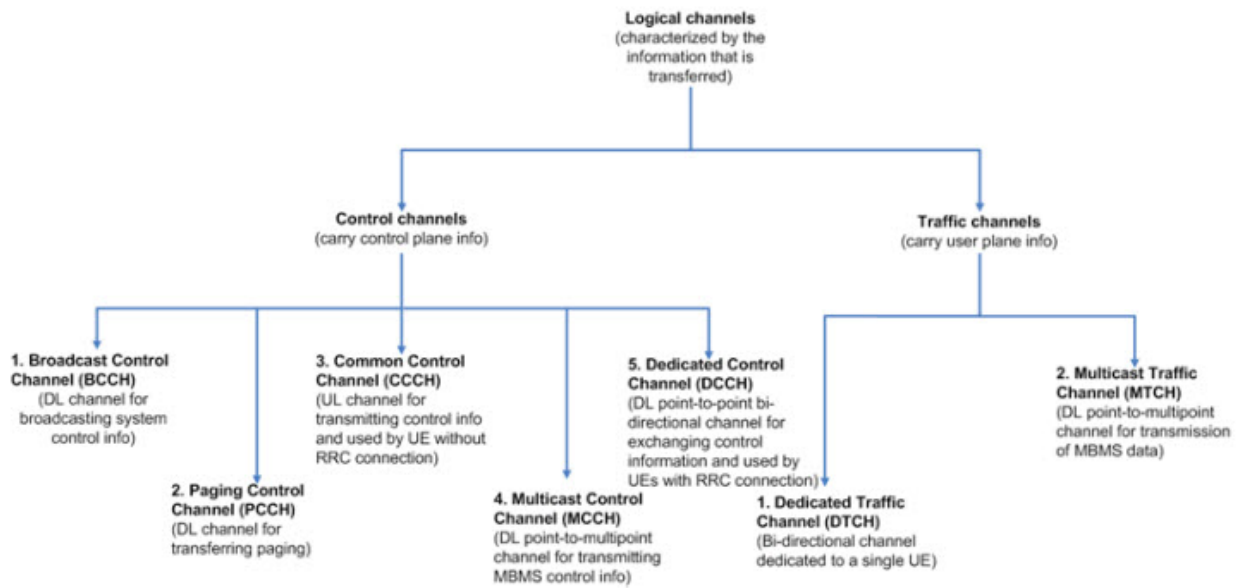 Logical channels
(characterized by the
information that is
transferred)
Control channels
(carry control plane info)
Traffic channels
(carry user plane info)
1. Broadcast Control
Channel (BCCH)
(DL channel for
broadcasting system
control info)
2. Paging Control
Channel (PCCH)
(DL channel for
transferring paging)
3. Common Control
Channel (CCCH)
(UL channel for
transmitting control info
and used by UE without
RRC connection)
4. Multicast Control
Channel (MCCH)
(DL point-to-multipoint
channel for transmitting
MBMS control info)
5. Dedicated Control
Channel (DCCH)
(DL point-to-point bi-
directional channel for
exchanging control
information and used by
UEs with RRC connection)
1. Dedicated Traffic
Channel (DTCH)
(Bi-directional channel
dedicated to a single UE)
2. Multicast Traffic
Channel (MTCH)
(DL point-to-multipoint
channel for transmission
of MBMS data)